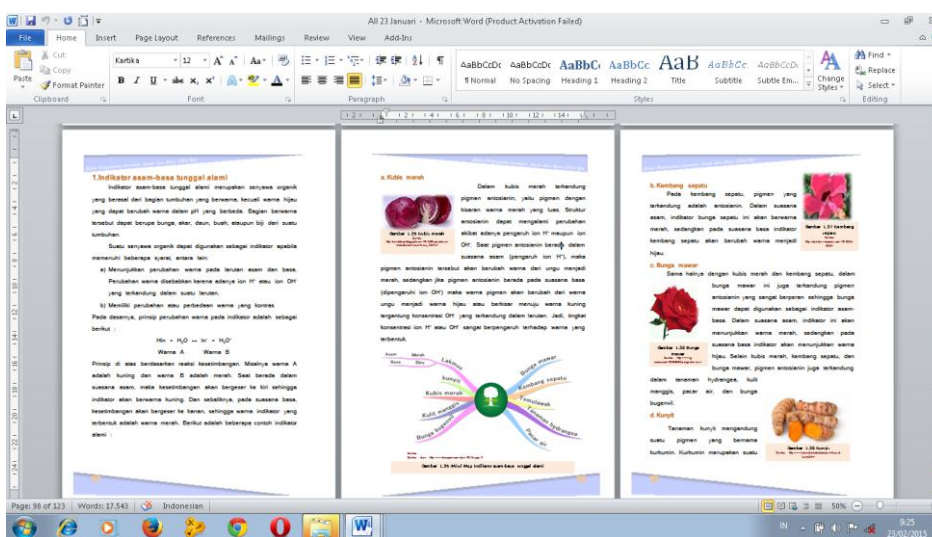 All 23 Januari - Microsoft Word (Product Activation Failed)
File Home Insert Page Layout References Mailings Review View Add-Ins
Cut
Copy
Format Painter
Paste
Kartika 12
AaBbCcDc AaBbCcDc AaBbC AaBbCc AaB AaBbCc. AaBbCcDc
¶ Normal No Spacing Heading 1 Heading 2 Title Subtitle Subtle Em...
Change Styles
Find
Replace
Select
Clipboard Font Paragraph Styles Editing
1.Indikator asam-basa tunggal alami
Indikator asam-basa tunggal alami merupakan senyawa organik
yang berasal dari bagian tumbuhan yang berwarna, kecuali warna hijau
yang dapat berubah warna dalam pH yang berbeda. Bagian berwarna
tersebut dapat berupa bunga, akar, daun, buah, ataupun biji dari suatu
tumbuhan.
Suatu senyawa organik dapat digunakan sebagai indikator apabila
memenuhi beberapa syarat, antara lain:
a) Menunjukkan perubahan warna pada larutan asam dan basa.
Perubahan warna disebabkan karena adanya ion H⁺ atau ion OH⁻
yang terkandung dalam suatu larutan.
b) Memiliki perubahan atau perbedaan warna yang kontras
Pada dasarnya, prinsip perubahan warna pada indikator adalah sebagai
berikut :
HIn + H₂O ↔ In⁻ + H₃O⁺
Warna A Warna B
Prinsip di atas berdasarkan reaksi kesetimbangan. Misalnya warna A
adalah kuning dan warna B adalah merah. Saat berada dalam
suasana asam, maka kesetimbangan akan bergeser ke kiri sehingga
indikator akan berwarna kuning. Dan sebaliknya, pada suasana basa,
kesetimbangan akan bergeser ke kanan, sehingga warna indikator yang
terbentuk adalah warna merah. Berikut adalah beberapa contoh indikator
alami :
a. Kubis merah
Dalam kubis merah terkandung
pigmen antosianin, yaitu pigmen dengan
kisaran warna merah yang luas. Struktur
antosianin dapat mengalami perubahan
akibat adanya pengaruh ion H⁺ maupun ion
OH⁻. Saat pigmen antosianin berada dalam
suasana asam (pengaruh ion H⁺), maka
Kubis merah
pigmen antosianin tersebut akan berubah warna dari ungu menjadi
merah, sedangkan jika pigmen antosianin berada pada suasana basa
(dipengaruhi ion OH⁻) maka warna pigmen akan berubah dari warna
ungu menjadi warna hijau atau berkisar menuju warna kuning
tergantung konsentrasi OH⁻ yang terkandung dalam larutan. Jadi, tingkat
konsentrasi ion H⁺ atau OH⁻ sangat berpengaruh terhadap warna yang
terbentuk.
Asam Merah
Basa Biru
Lakmus
kunyit
Kubis merah
Kulit manggis
Bunga bugenvil
Bunga mawar
Kembang sepatu
Temulawak
Tanaman hydrangea
Pacar air
Mind Map Indikator asam-basa tunggal alami
b. Kembang sepatu
Pada kembang sepatu, pigmen yang
terkandung adalah antosianin. Dalam suasana
asam, indikator bunga sepatu ini akan berwarna
merah, sedangkan pada suasana basa indikator
kembang sepatu akan berubah warna menjadi
hijau.
Gambar 1.27 Kembang
sepatu
c. Bunga mawar
Sama halnya dengan kubis merah dan kembang sepatu, dalam
bunga mawar ini juga terkandung pigmen
antosianin yang sangat berperan sehingga bunga
mawar dapat digunakan sebagai indikator asam-
basa. Dalam suasana asam, indikator ini akan
menunjukkan warna merah, sedangkan pada
suasana basa indikator akan menunjukkan warna
hijau. Selain kubis merah, kembang sepatu, dan
bunga mawar, pigmen antosianin juga terkandung
Bunga
mawar
dalam tanaman hydrangea, kulit
manggis, pacar air, dan bunga
bugenvil.
d. Kunyit
Tanaman kunyit mengandung
suatu pigmen yang bernama
kurkumin. Kurkumin merupakan suatu
Kunyit
Page: 98 of 123 Words: 17.543 Indonesian 50%
IN 9:25
23/02/2015